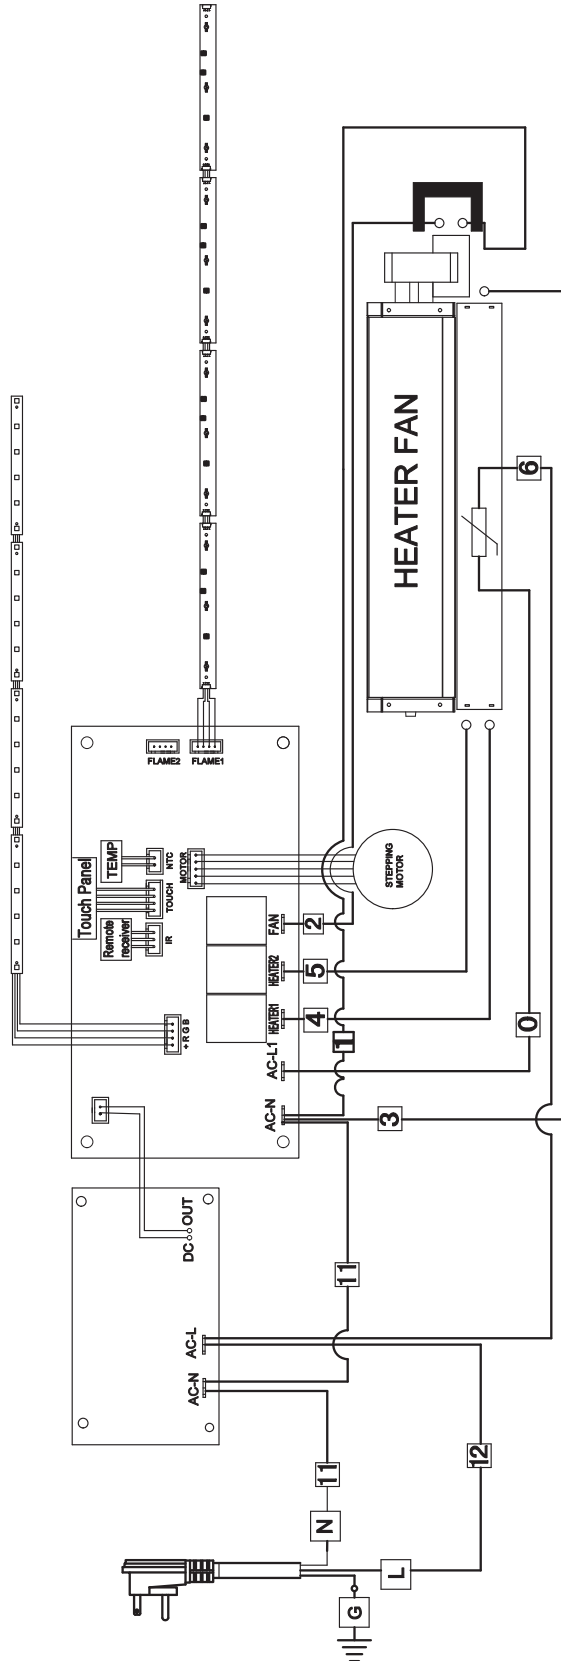 HEATER FAN
6
FLAME2
FLAME1
Touch Panel
TEMP
NTC
MOTOR
Remote
receiver
TOUCH
IR
STEPPING
MOTOR
FAN
2
HEATER2
5
HEATER1
4
+ R G B
AC-L1
1
0
AC-N
3
DC OUT
11
AC-L
AC-N
12
11
N
L
G